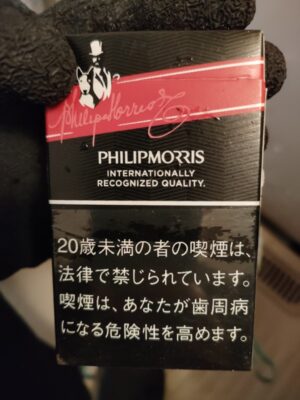 Philip Morris
PHILIPMORRIS
INTERNATIONALLY
RECOGNIZED QUALITY.
20歳未満の者の喫煙は、
法律で禁じられています。
喫煙は、あなたが歯周病
になる危険性を高めます。